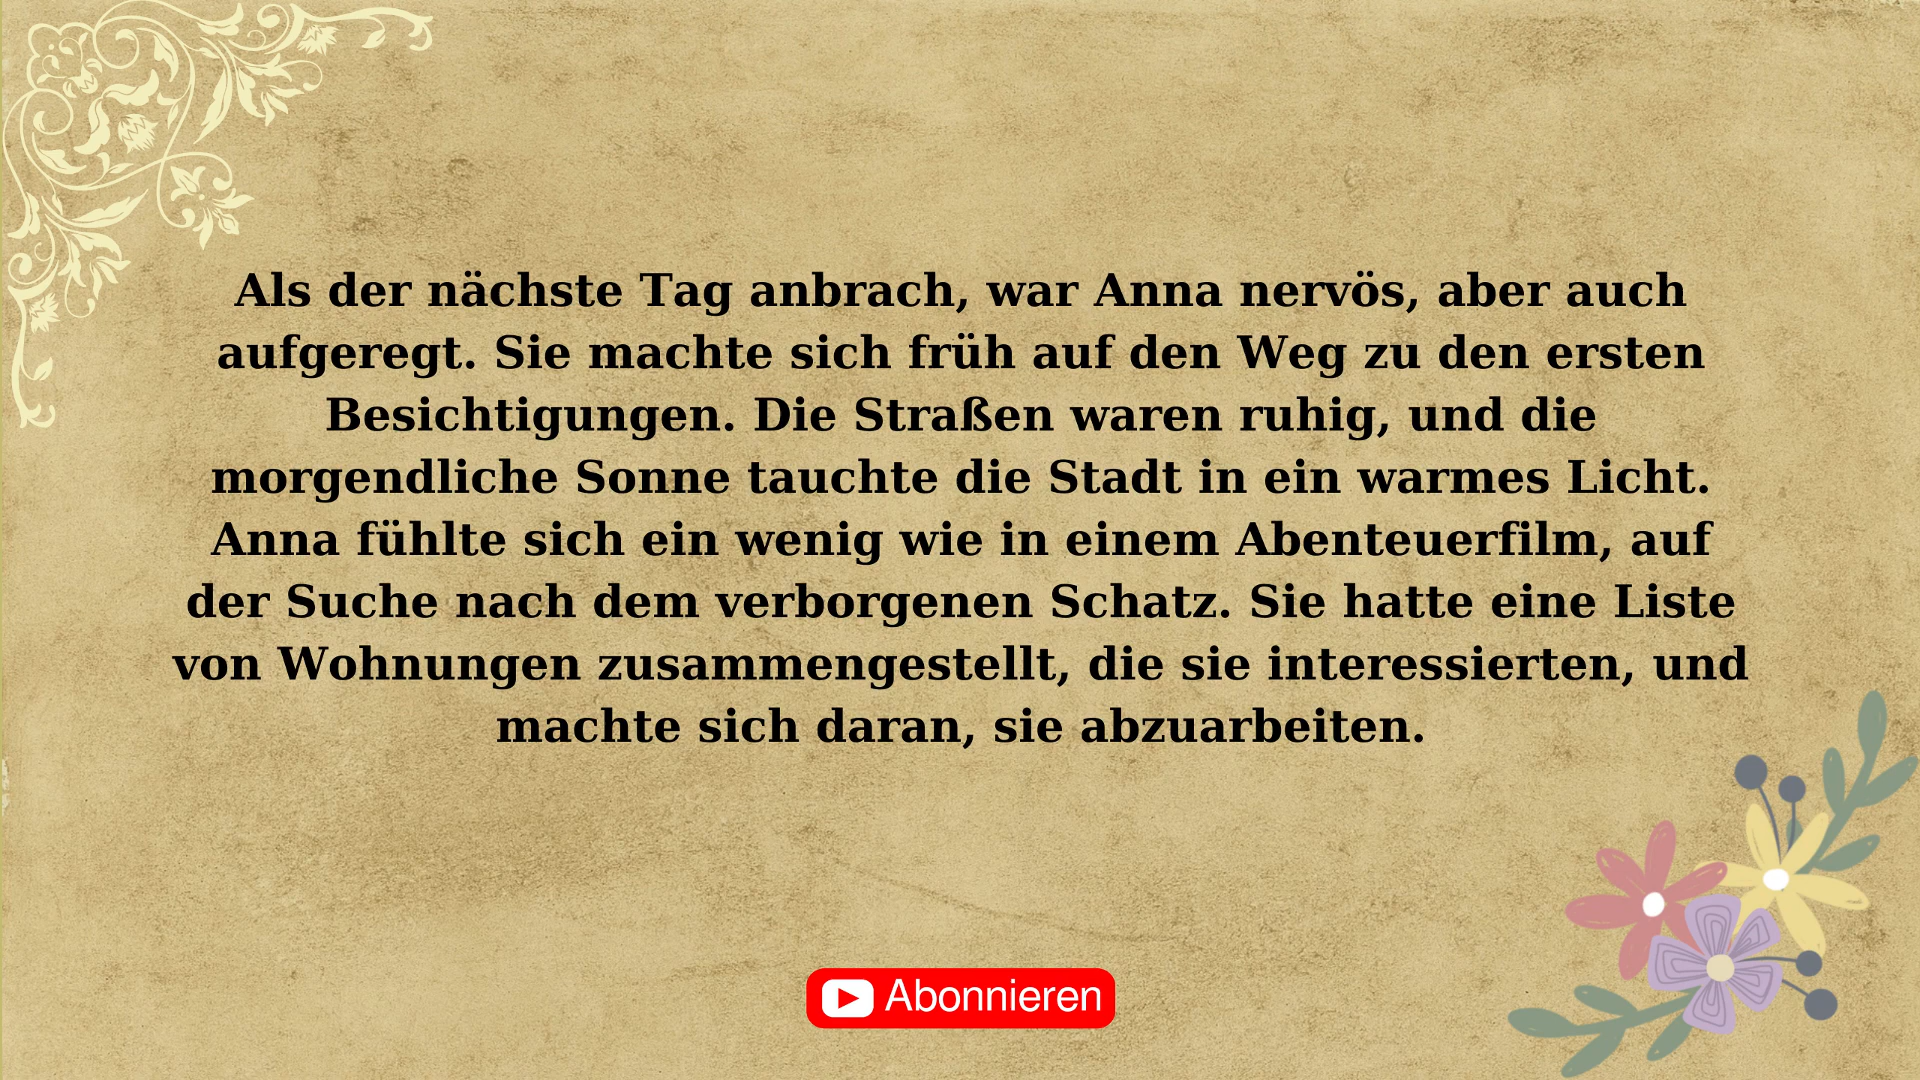 Als der nächste Tag anbrach, war Anna nervös, aber auch
aufgeregt. Sie machte sich früh auf den Weg zu den ersten
Besichtigungen. Die Straßen waren ruhig, und die
morgendliche Sonne tauchte die Stadt in ein warmes Licht.
Anna fühlte sich ein wenig wie in einem Abenteuerfilm, auf
der Suche nach dem verborgenen Schatz. Sie hatte eine Liste
von Wohnungen zusammengestellt, die sie interessierten, und
machte sich daran, sie abzuarbeiten.
Abonnieren